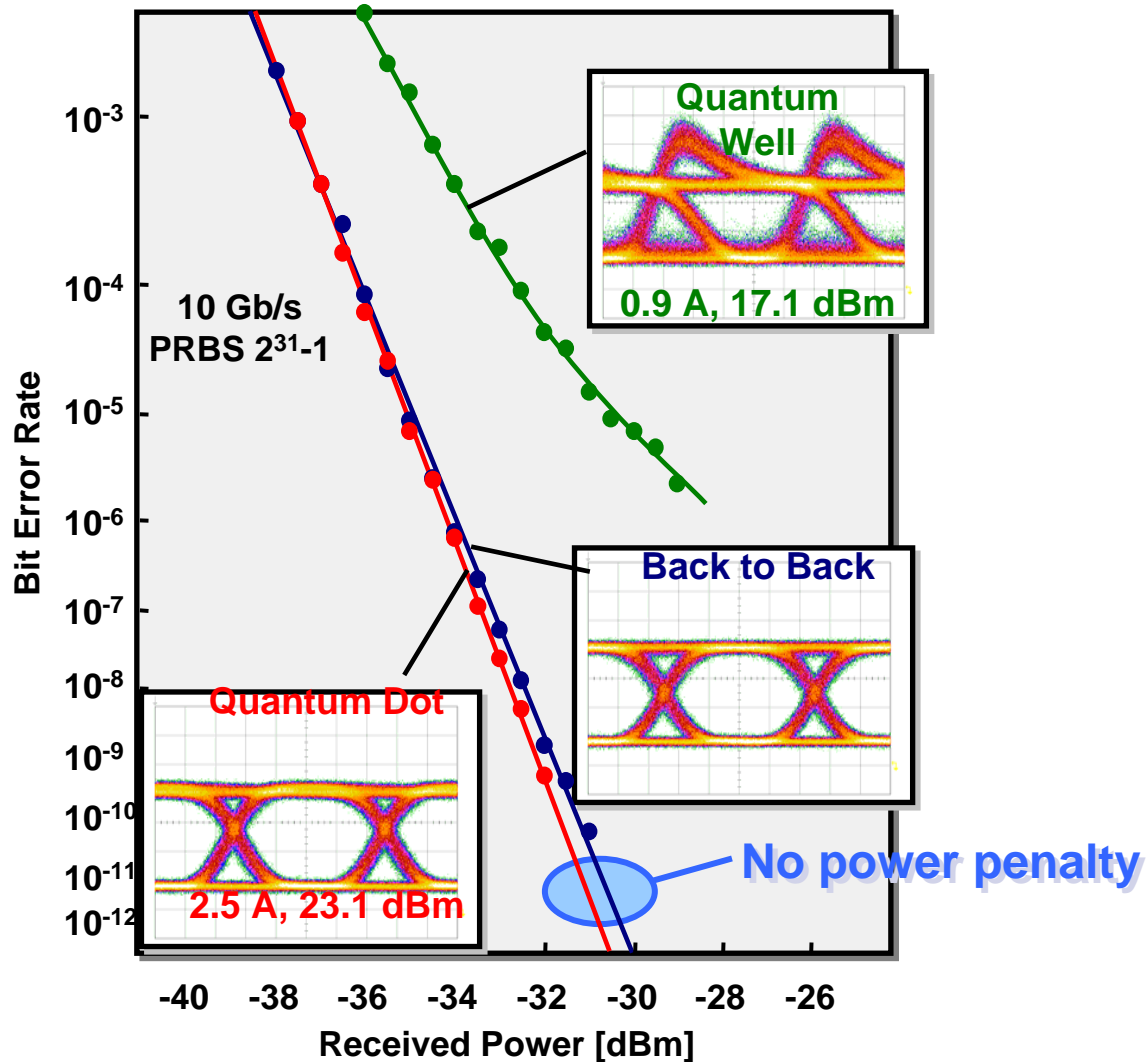 Bit Error Rate
10-3
10-4
10-5
10-6
10-7
10-8
10-9
10-10
10-11
10-12
10 Gb/s
PRBS 2³¹-1
Quantum
Well
0.9 A, 17.1 dBm
Back to Back
Quantum Dot
2.5 A, 23.1 dBm
No power penalty
-40 -38 -36 -34 -32 -30 -28 -26
Received Power [dBm]